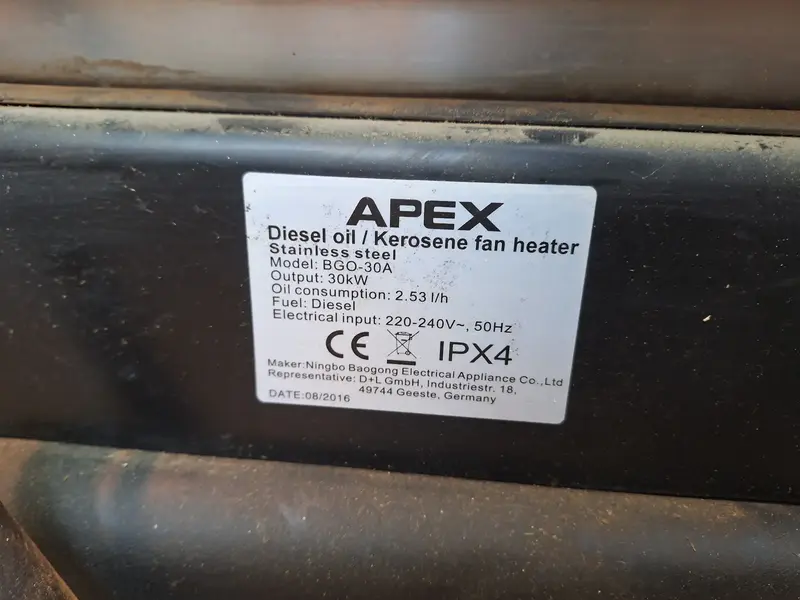 APEX
Diesel oil / Kerosene fan heater
Stainless steel
Model: BGO-30A
Output: 30kW
Oil consumption: 2.53 l/h
Fuel: Diesel
Electrical input: 220-240V~, 50Hz
CE IPX4
Maker:Ningbo Baogong Electrical Appliance Co.,Ltd
Representative: D+L GmbH, Industriestr. 18,
49744 Geeste, Germany
DATE:08/2016